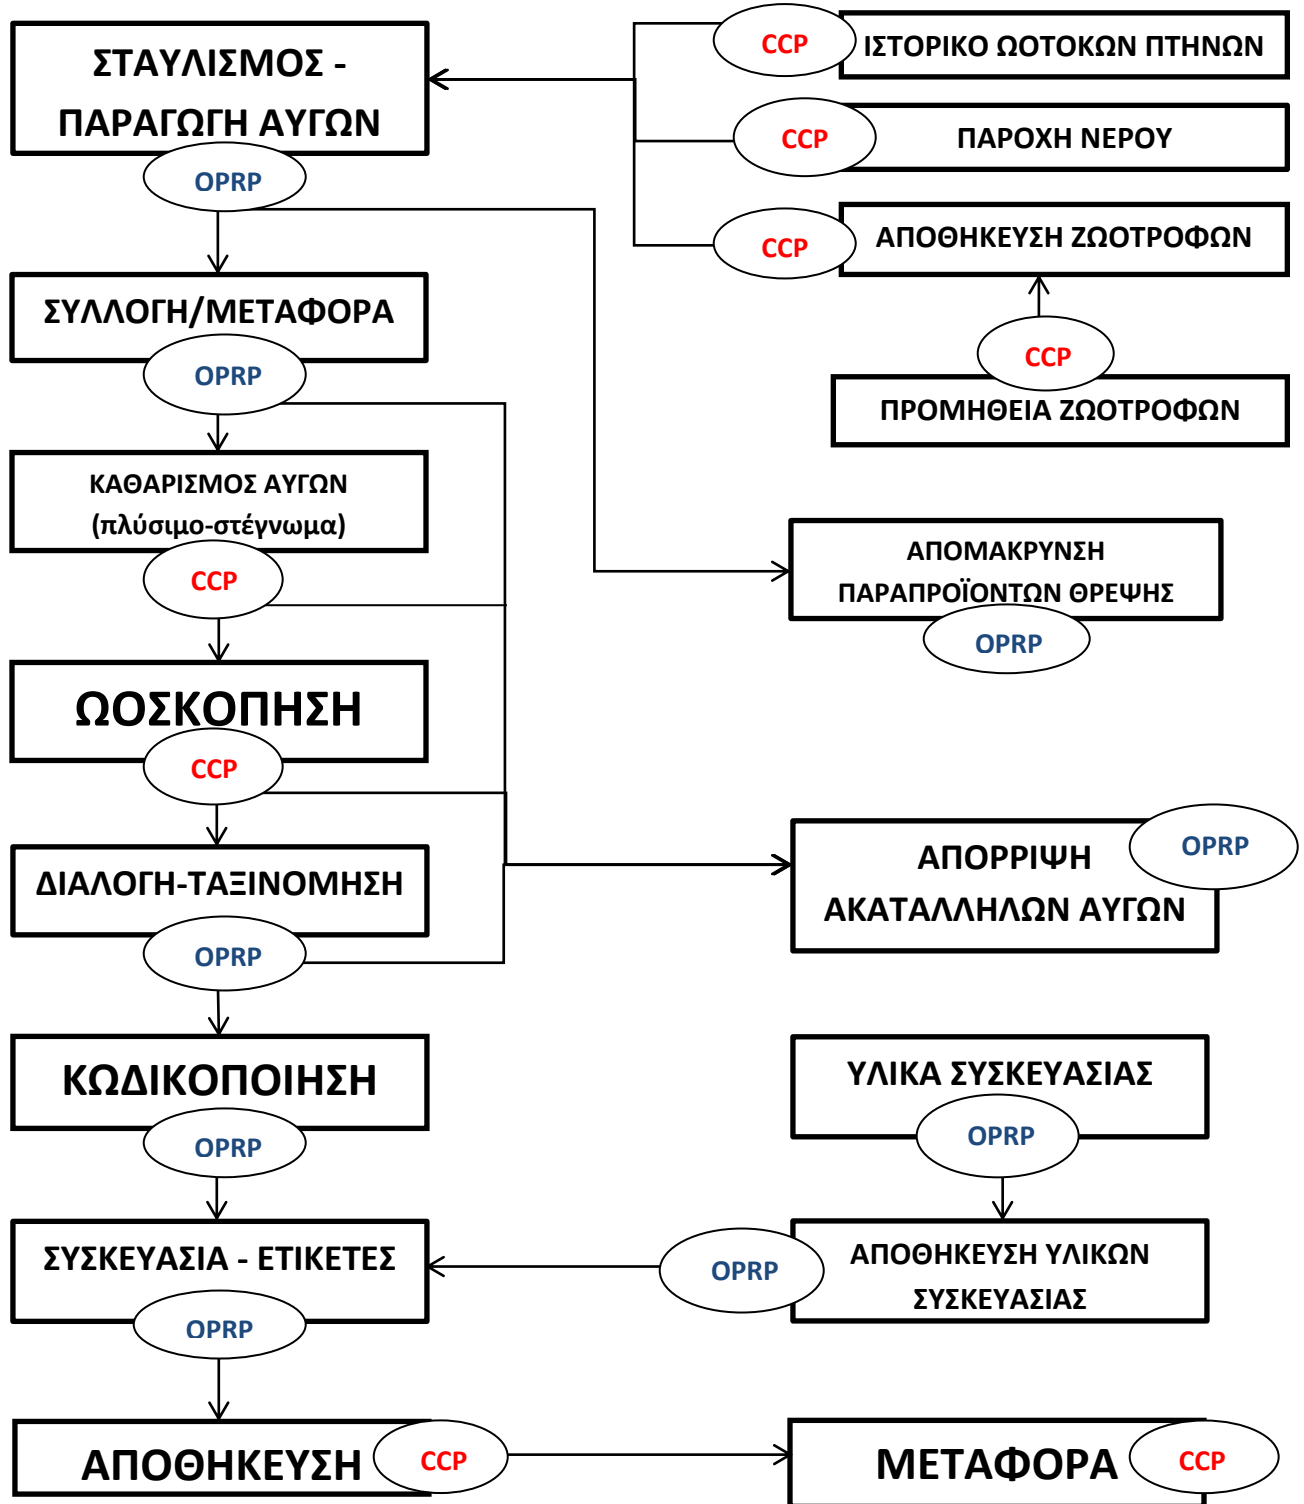 ΣΤΑΥΛΙΣΜΟΣ -
ΠΑΡΑΓΩΓΗ ΑΥΓΩΝ
OPRP
CCP
ΙΣΤΟΡΙΚΟ ΩΟΤΟΚΩΝ ΠΤΗΝΩΝ
CCP
ΠΑΡΟΧΗ ΝΕΡΟΥ
CCP
ΑΠΟΘΗΚΕΥΣΗ ΖΩΟΤΡΟΦΩΝ
CCP
ΠΡΟΜΗΘΕΙΑ ΖΩΟΤΡΟΦΩΝ
ΣΥΛΛΟΓΗ/ΜΕΤΑΦΟΡΑ
OPRP
ΚΑΘΑΡΙΣΜΟΣ ΑΥΓΩΝ
(πλύσιμο-στέγνωμα)
CCP
ΑΠΟΜΑΚΡΥΝΣΗ
ΠΑΡΑΠΡΟΪΟΝΤΩΝ ΘΡΕΨΗΣ
OPRP
ΩΟΣΚΟΠΗΣΗ
CCP
ΔΙΑΛΟΓΗ-ΤΑΞΙΝΟΜΗΣΗ
OPRP
ΑΠΟΡΡΙΨΗ
ΑΚΑΤΑΛΛΗΛΩΝ ΑΥΓΩΝ
OPRP
ΚΩΔΙΚΟΠΟΙΗΣΗ
OPRP
ΥΛΙΚΑ ΣΥΣΚΕΥΑΣΙΑΣ
OPRP
ΣΥΣΚΕΥΑΣΙΑ - ΕΤΙΚΕΤΕΣ
OPRP
OPRP
ΑΠΟΘΗΚΕΥΣΗ ΥΛΙΚΩΝ
ΣΥΣΚΕΥΑΣΙΑΣ
ΑΠΟΘΗΚΕΥΣΗ
CCP
ΜΕΤΑΦΟΡΑ
CCP